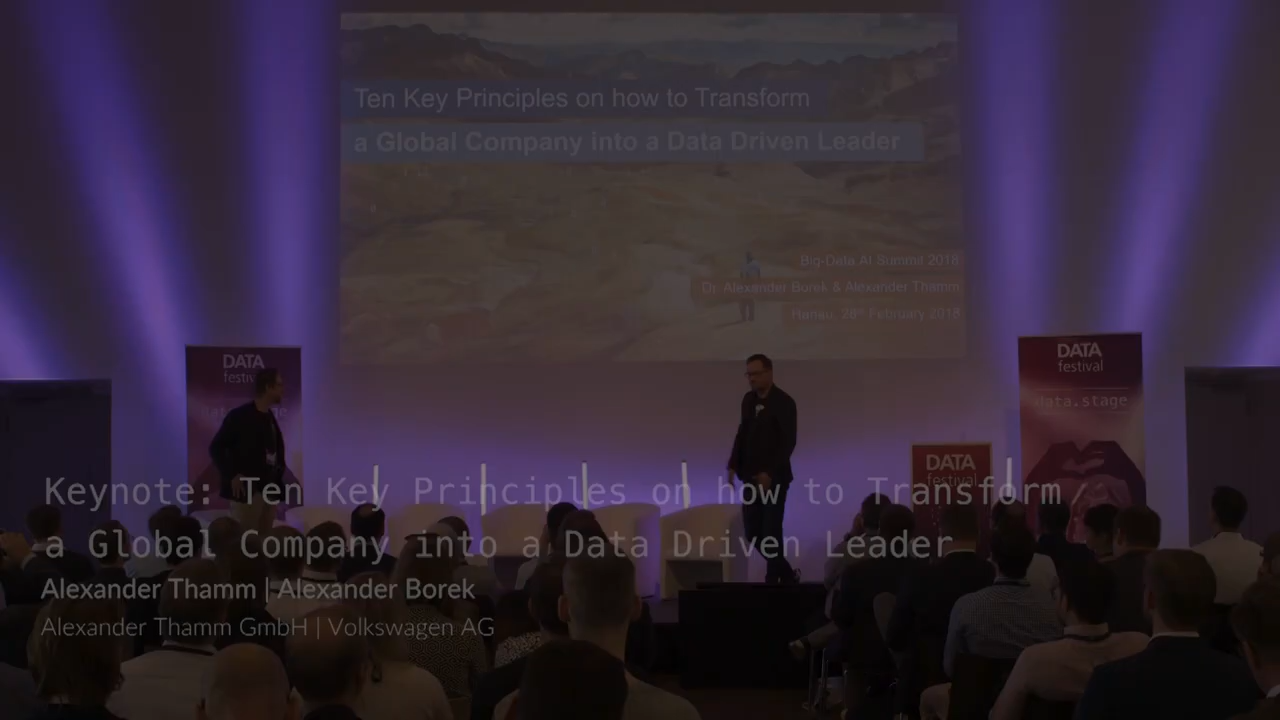 Ten Key Principles on how to Transform
a Global Company into a Data Driven Leader
Big-Data AI Summit 2018
Dr. Alexander Borek & Alexander Thamm
Hanau, 28th February 2018
DATA
festival
data.stage
DATA
festival
data.stage
DATA
festival
Keynote: Ten Key Principles on how to Transform
a Global Company into a Data Driven Leader
Alexander Thamm | Alexander Borek
Alexander Thamm GmbH | Volkswagen AG